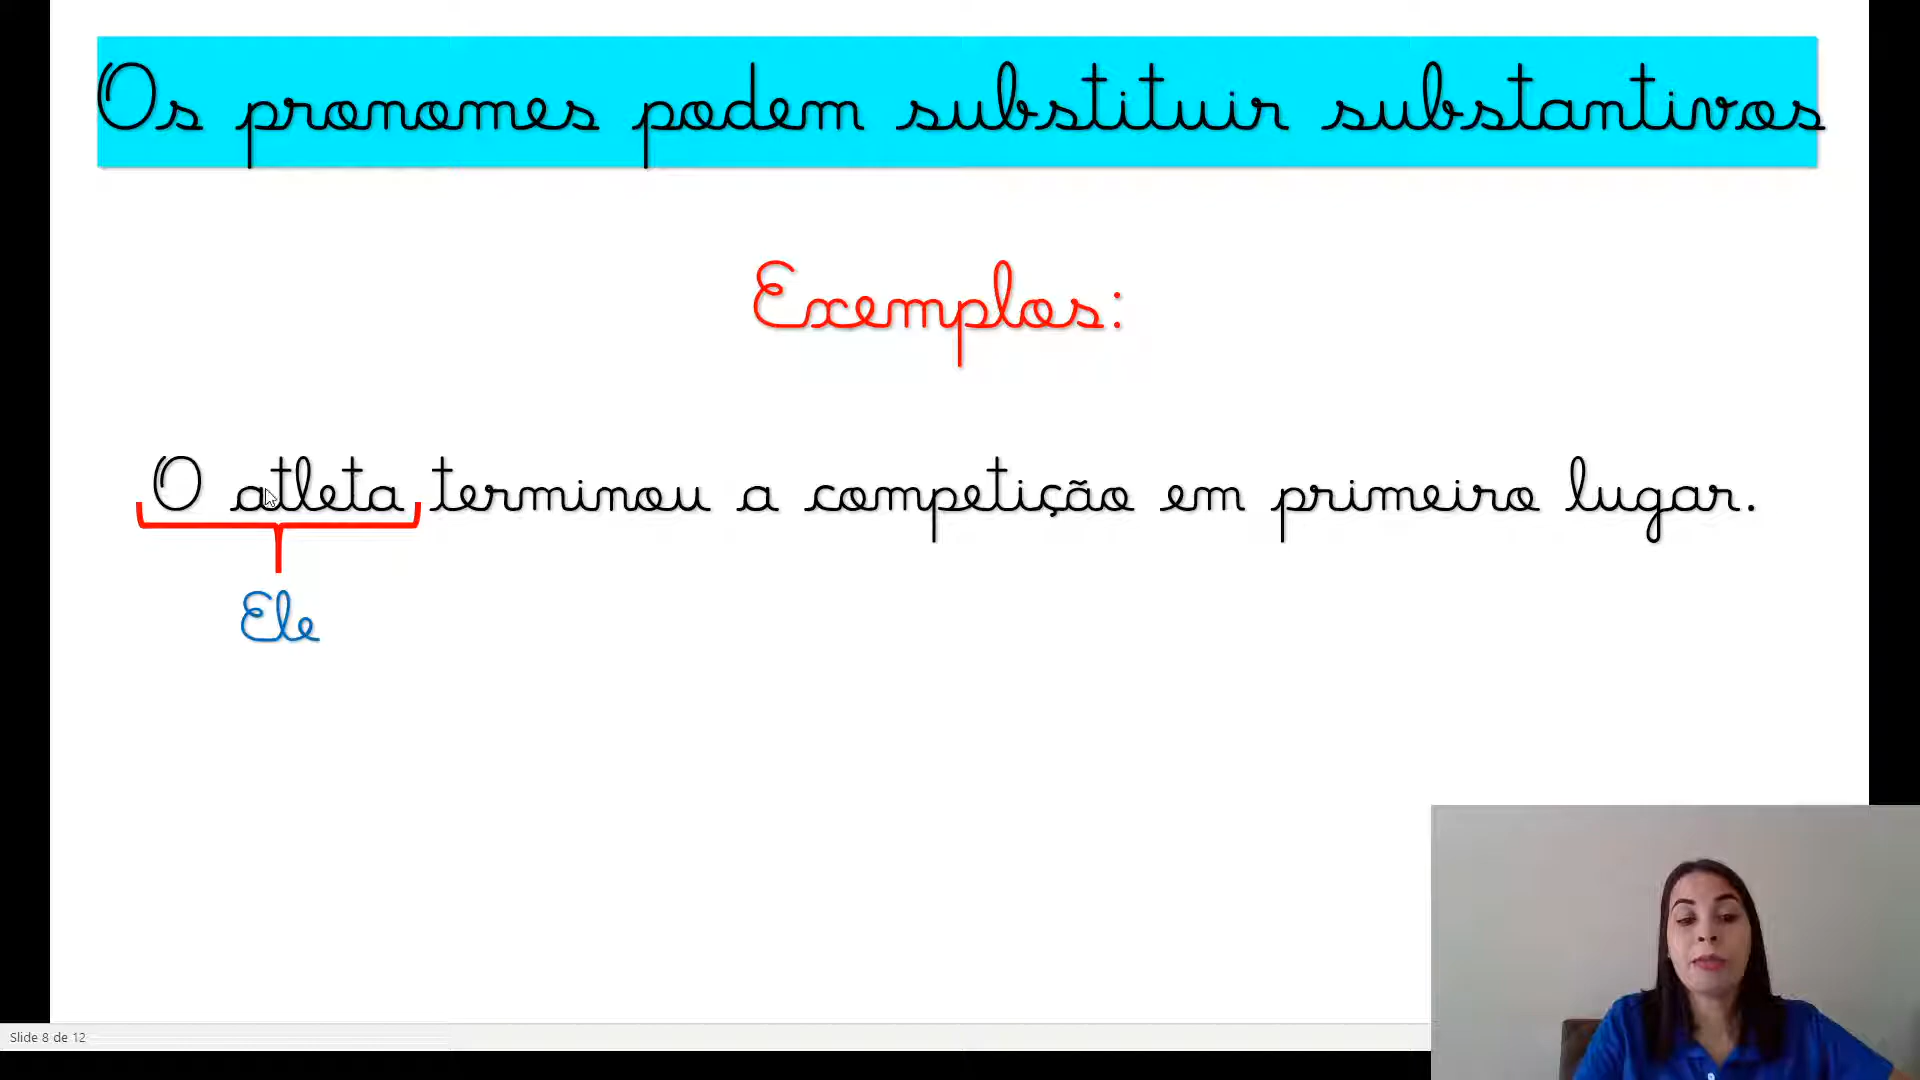 Os pronomes podem substituir substantivos
Exemplos:
O atleta terminou a competição em primeiro lugar.
Ele
Slide 8 de 12